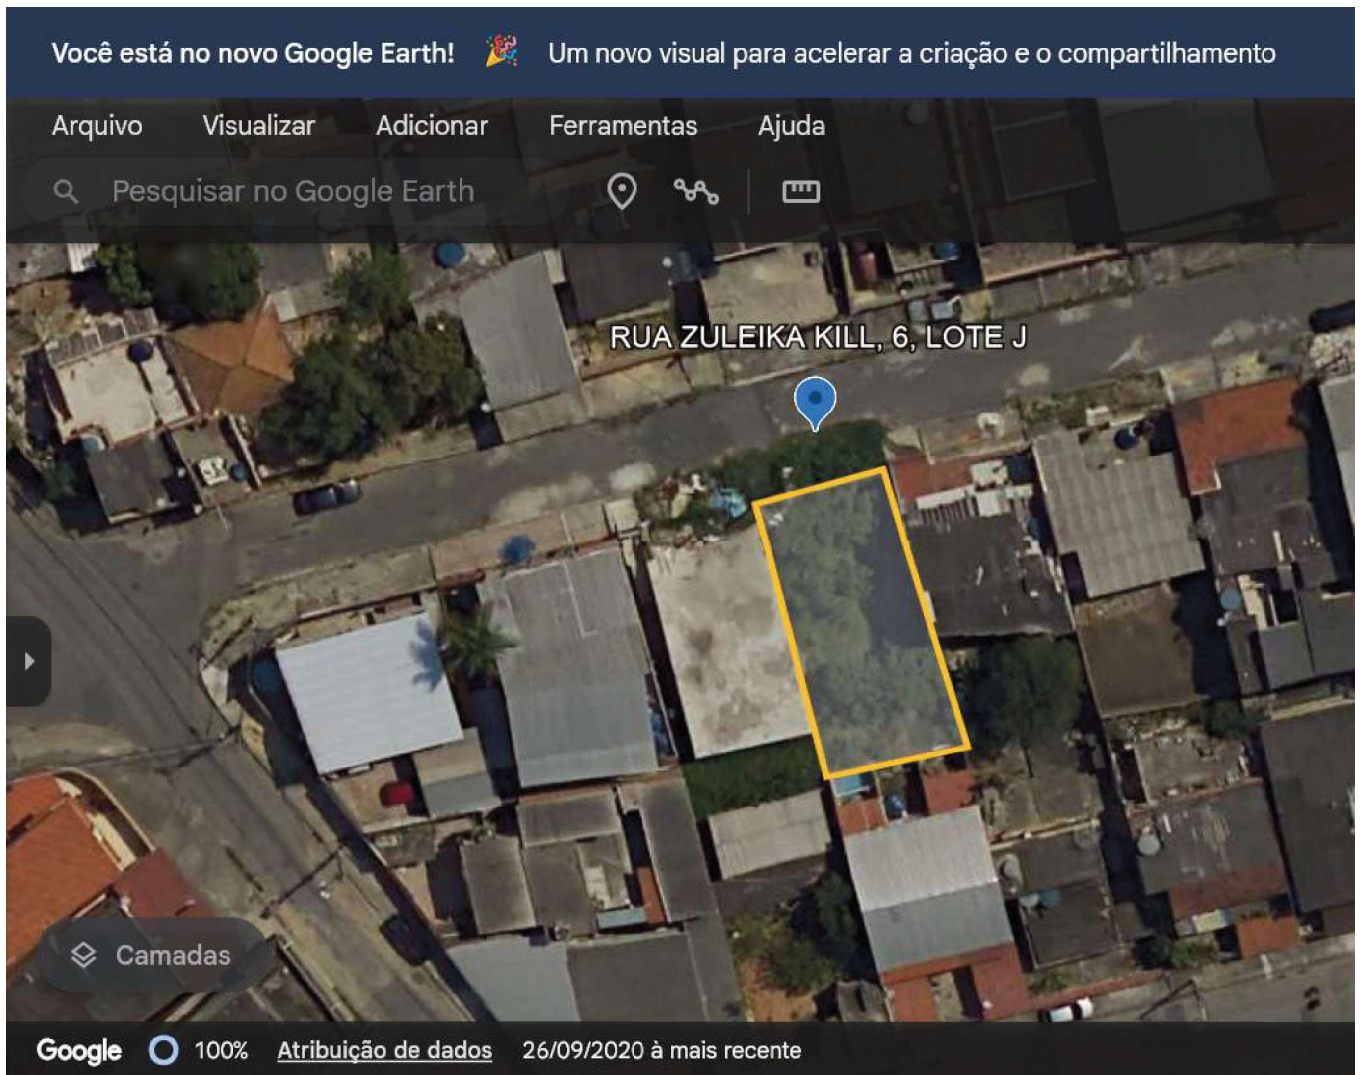 Você está no novo Google Earth! 🎉 Um novo visual para acelerar a criação e o compartilhamento
Arquivo Visualizar Adicionar Ferramentas Ajuda
Pesquisar no Google Earth
RUA ZULEIKA KILL, 6, LOTE J
Camadas
Google 100% Atribuição de dados 26/09/2020 à mais recente